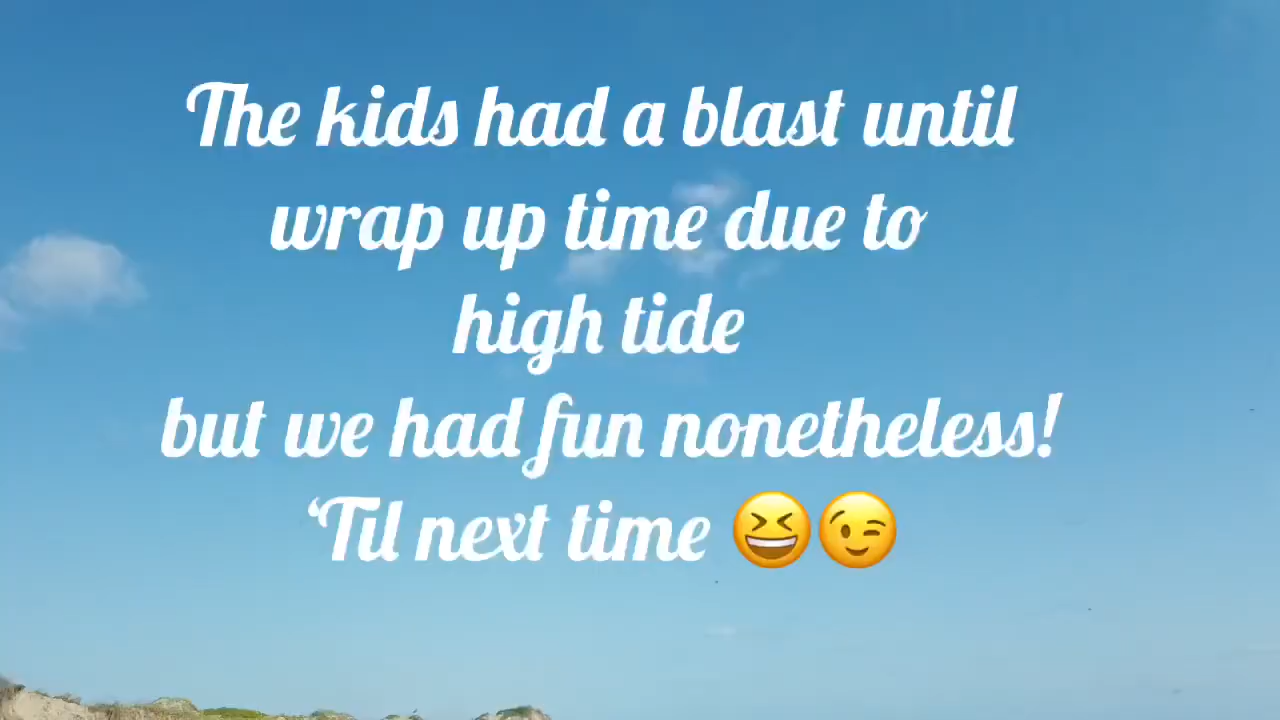 The kids had a blast until
wrap up time due to
high tide
but we had fun nonetheless!
‘Til next time 😆😉